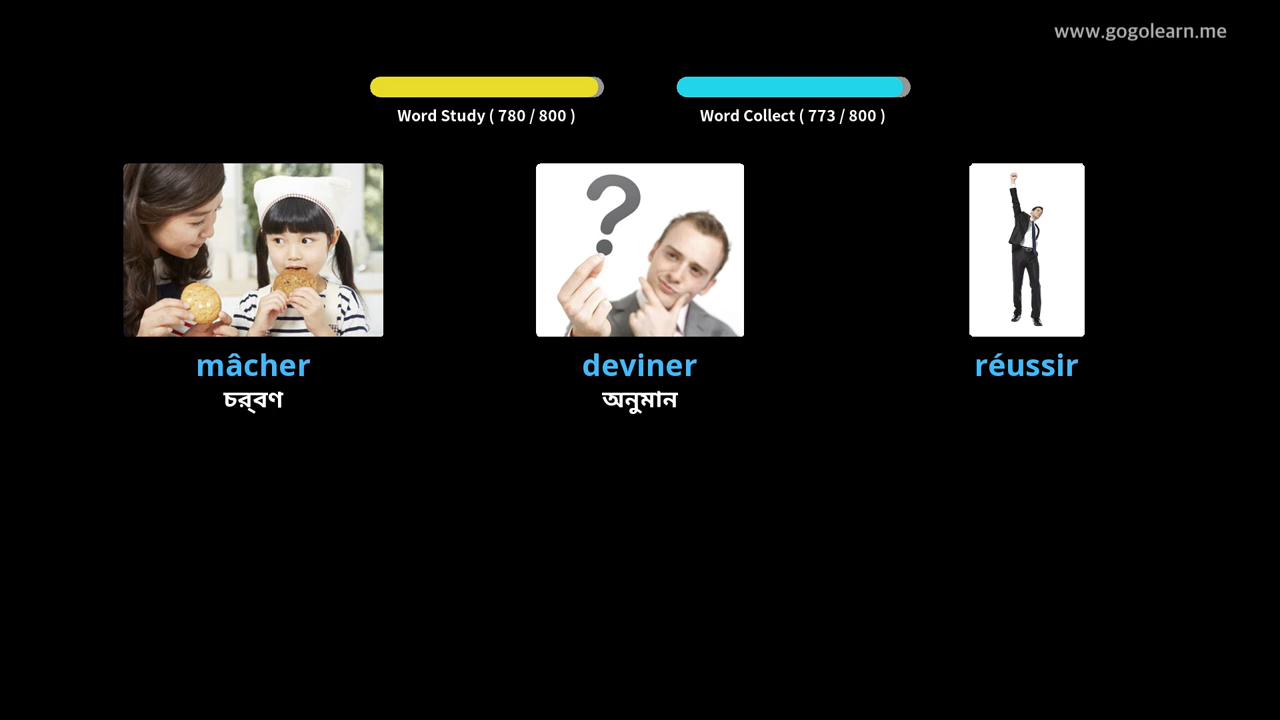 www.gogolearn.me
Word Study ( 780 / 800 )
Word Collect ( 773 / 800 )
mâcher
deviner
réussir
চর্বণ
অনুমান